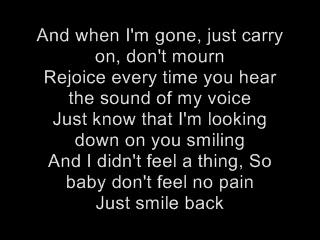 And when I'm gone, just carry
on, don't mourn
Rejoice every time you hear
the sound of my voice
Just know that I'm looking
down on you smiling
And I didn't feel a thing, So
baby don't feel no pain
Just smile back